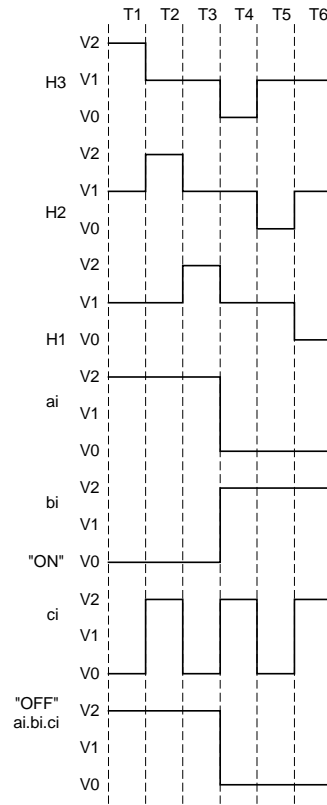 T1 T2 T3 T4 T5 T6
V2
H3 V1
V0
V2
V1
H2
V0
V2
V1
H1 V0
V2
ai
V1
V0
V2
bi
V1
"ON" V0
V2
ci
V1
V0
"OFF"
ai.bi.ci V2
V1
V0